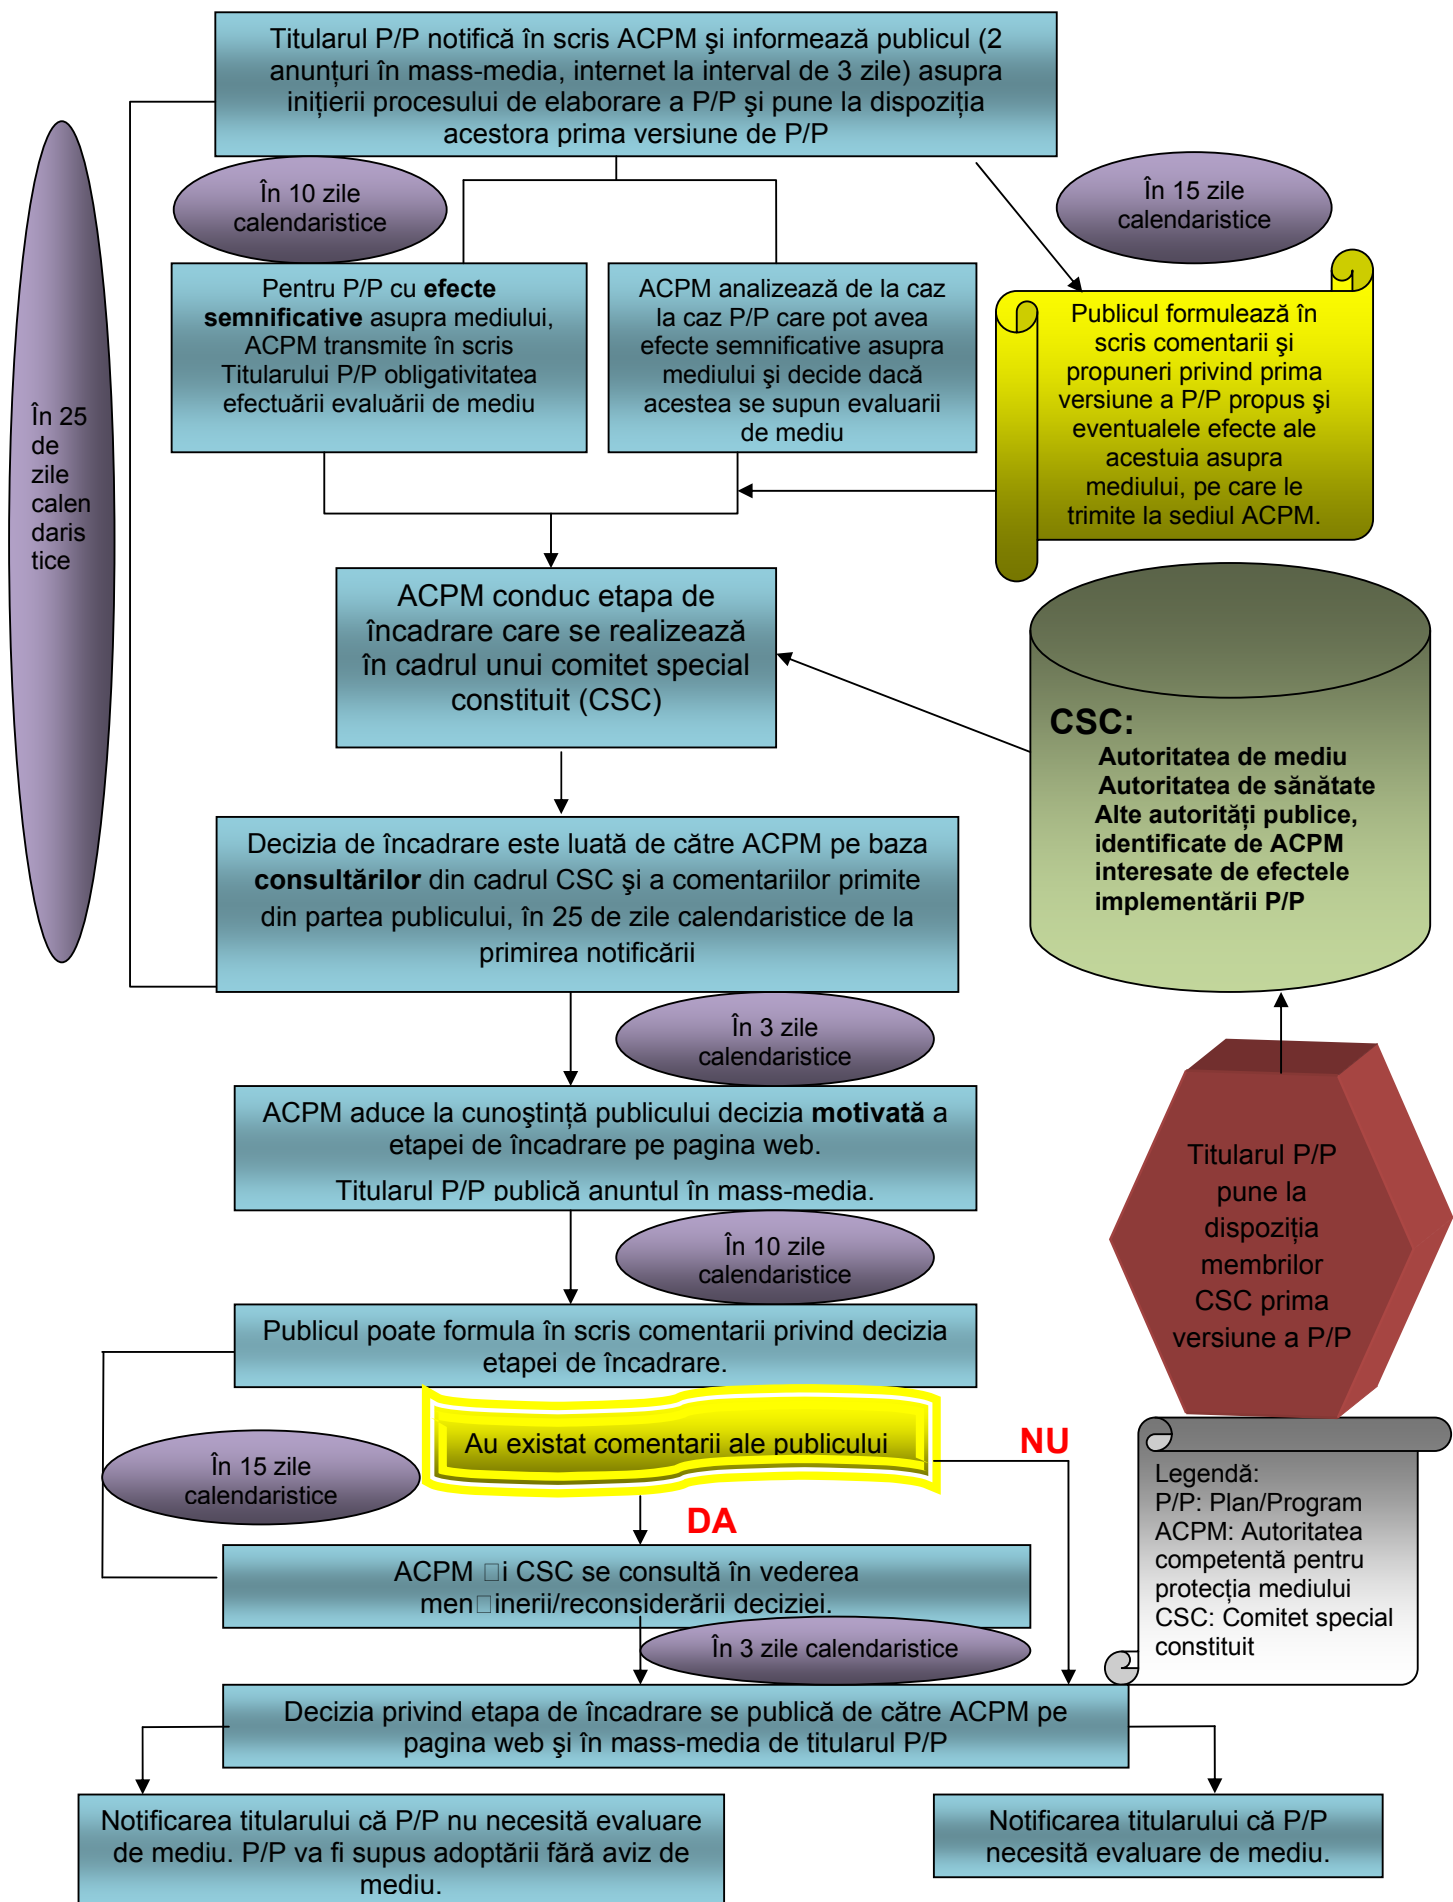 Titularul P/P notifică în scris ACPM şi informează publicul (2
anunțuri în mass-media, internet la interval de 3 zile) asupra
inițierii procesului de elaborare a P/P şi pune la dispoziția
acestora prima versiune de P/P
În 10 zile
calendaristice
În 15 zile
calendaristice
În 25
de
zile
calen
daris
tice
Pentru P/P cu efecte
semnificative asupra mediului,
ACPM transmite în scris
Titularului P/P obligativitatea
efectuării evaluării de mediu
ACPM analizează de la caz
la caz P/P care pot avea
efecte semnificative asupra
mediului şi decide dacă
acestea se supun evaluarii
de mediu
Publicul formulează în
scris comentarii şi
propuneri privind prima
versiune a P/P propus şi
eventualele efecte ale
acestuia asupra
mediului, pe care le
trimite la sediul ACPM.
ACPM conduc etapa de
încadrare care se realizează
în cadrul unui comitet special
constituit (CSC)
CSC:
Autoritatea de mediu
Autoritatea de sănătate
Alte autorități publice,
identificate de ACPM
interesate de efectele
implementării P/P
Decizia de încadrare este luată de către ACPM pe baza
consultărilor din cadrul CSC şi a comentariilor primite
din partea publicului, în 25 de zile calendaristice de la
primirea notificării
În 3 zile
calendaristice
ACPM aduce la cunoştință publicului decizia motivată a
etapei de încadrare pe pagina web.
Titularul P/P publică anuntul în mass-media.
Titularul P/P
pune la
dispoziția
membrilor
CSC prima
versiune a P/P
În 10 zile
calendaristice
Publicul poate formula în scris comentarii privind decizia
etapei de încadrare.
Au existat comentarii ale publicului
NU
DA
În 15 zile
calendaristice
Legendă:
P/P: Plan/Program
ACPM: Autoritatea
competentă pentru
protecția mediului
CSC: Comitet special
constituit
ACPM □i CSC se consultă în vederea
men□inerii/reconsiderării deciziei.
În 3 zile calendaristice
Decizia privind etapa de încadrare se publică de către ACPM pe
pagina web şi în mass-media de titularul P/P
Notificarea titularului că P/P nu necesită evaluare
de mediu. P/P va fi supus adoptării fără aviz de
mediu.
Notificarea titularului că P/P
necesită evaluare de mediu.